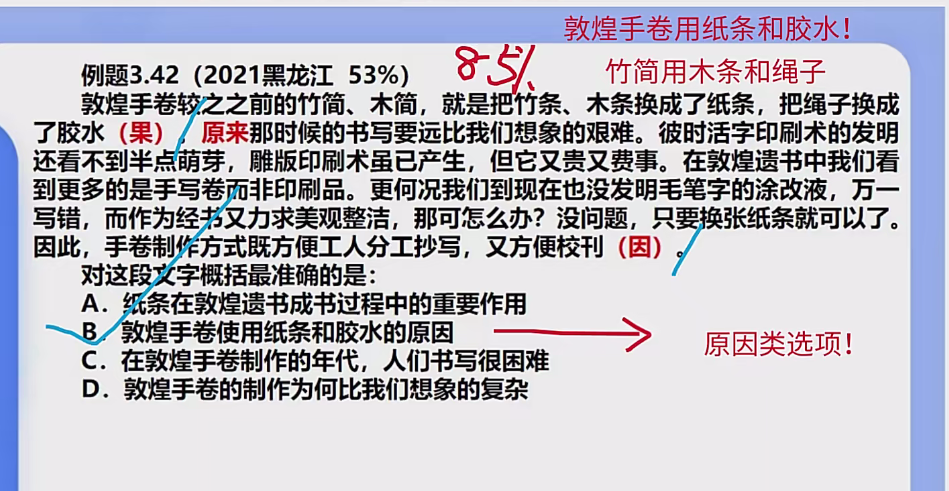 敦煌手卷用纸条和胶水！
例题3.42（2021黑龙江 53%）
85%
竹简用木条和绳子
敦煌手卷较之之前的竹简、木简，就是把竹条、木条换成了纸条，把绳子换成
了胶水（果）。原来那时候的书写要远比我们想象的艰难。彼时活字印刷术的发明
还看不到半点萌芽，雕版印刷术虽已产生，但它又贵又费事。在敦煌遗书中我们看
到更多的是手写卷而非印刷品。更何况我们到现在也没发明毛笔字的涂改液，万一
写错，而作为经书又力求美观整洁，那可怎么办？没问题，只要换张纸条就可以了。
因此，手卷制作方式既方便工人分工抄写，又方便校刊（因）。
对这段文字概括最准确的是：
A．纸条在敦煌遗书成书过程中的重要作用
B．敦煌手卷使用纸条和胶水的原因
原因类选项！
C．在敦煌手卷制作的年代，人们书写很困难
D．敦煌手卷的制作为何比我们想象的复杂